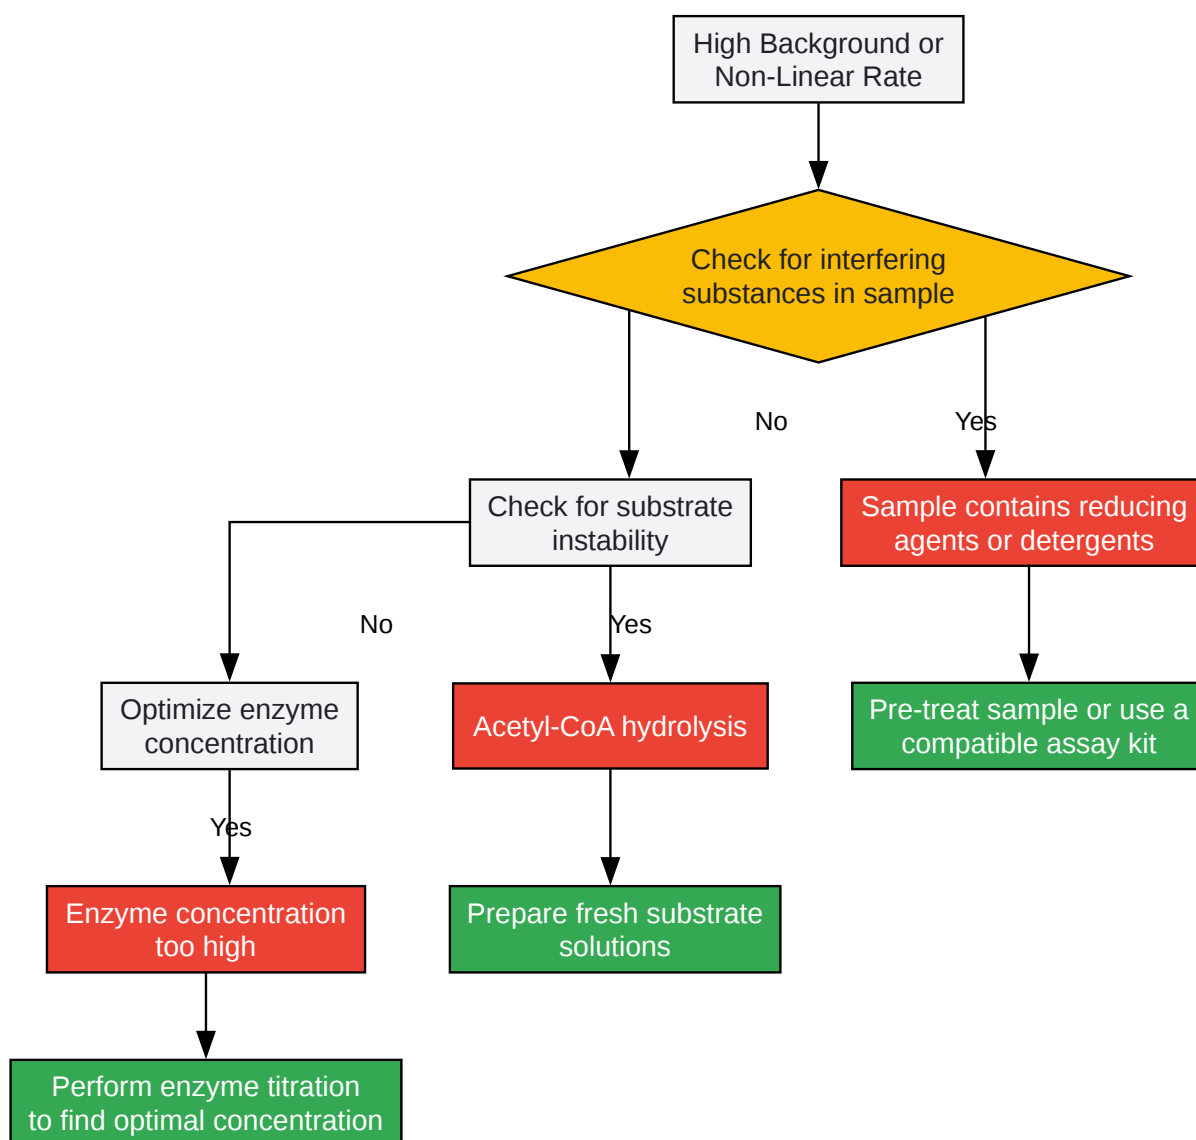 High Background or
Non-Linear Rate
Check for interfering
substances in sample
No
Yes
Check for substrate
instability
Sample contains reducing
agents or detergents
No
Yes
Optimize enzyme
concentration
Acetyl-CoA hydrolysis
Pre-treat sample or use a
compatible assay kit
Yes
Enzyme concentration
too high
Prepare fresh substrate
solutions
Perform enzyme titration
to find optimal concentration